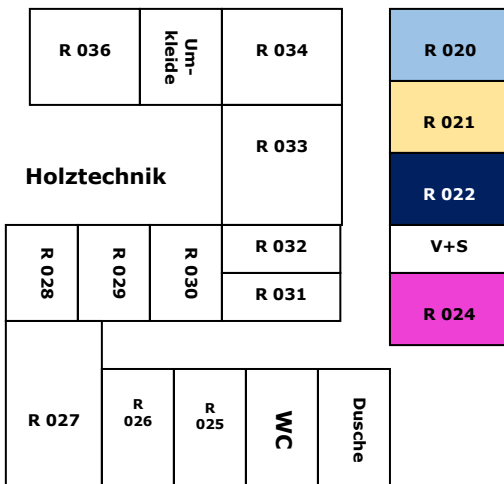 R 036
Um-
kleide
R 034
R 020
R 021
R 033
Holztechnik
R 022
R 028
R 029
R 030
R 032
V+S
R 031
R 024
R 027
R
026
R
025
WC
Dusche